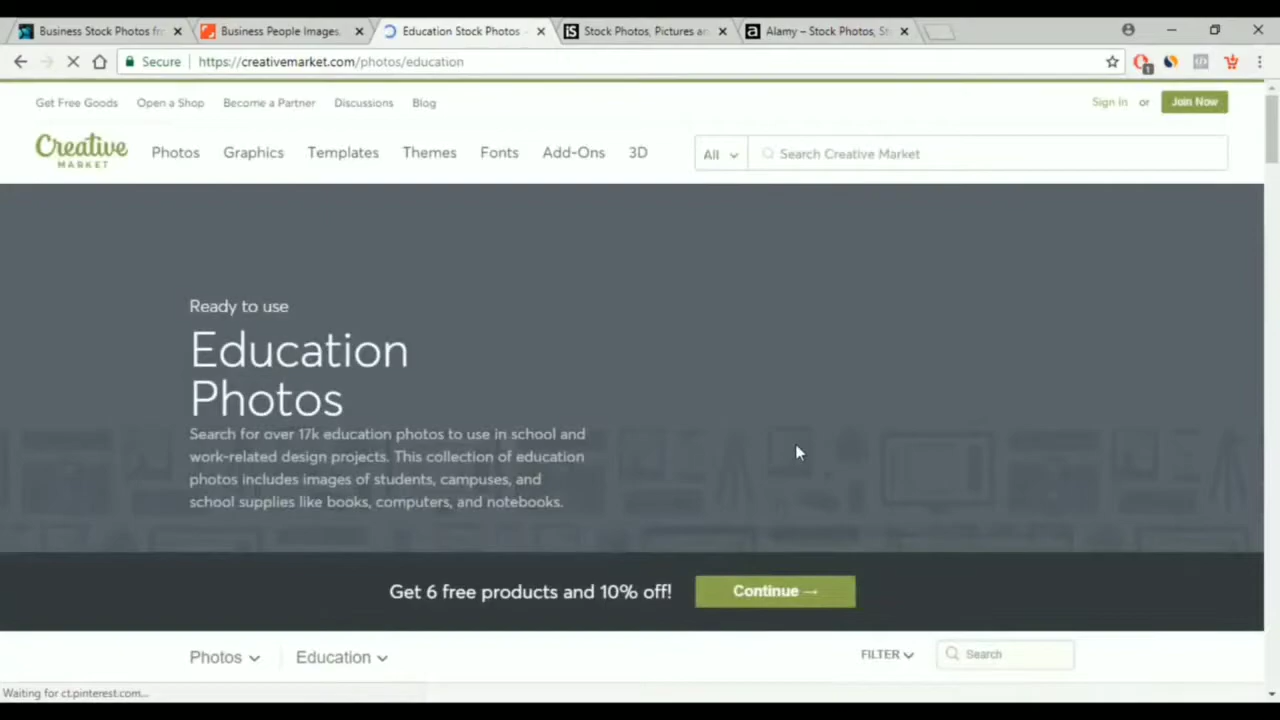 Business Stock Photos fr
Business People Images,
Education Stock Photos -
iS Stock Photos, Pictures an
a Alamy – Stock Photos, St
Secure https://creativemarket.com/photos/education
1
Get Free Goods Open a Shop Become a Partner Discussions Blog
Sign In or Join Now
Creative
MARKET
Photos Graphics Templates Themes Fonts Add-Ons 3D
All Search Creative Market
Ready to use
Education
Photos
Search for over 17k education photos to use in school and
work-related design projects. This collection of education
photos includes images of students, campuses, and
school supplies like books, computers, and notebooks.
Get 6 free products and 10% off! Continue →
Photos Education FILTER Search
Waiting for ct.pinterest.com...